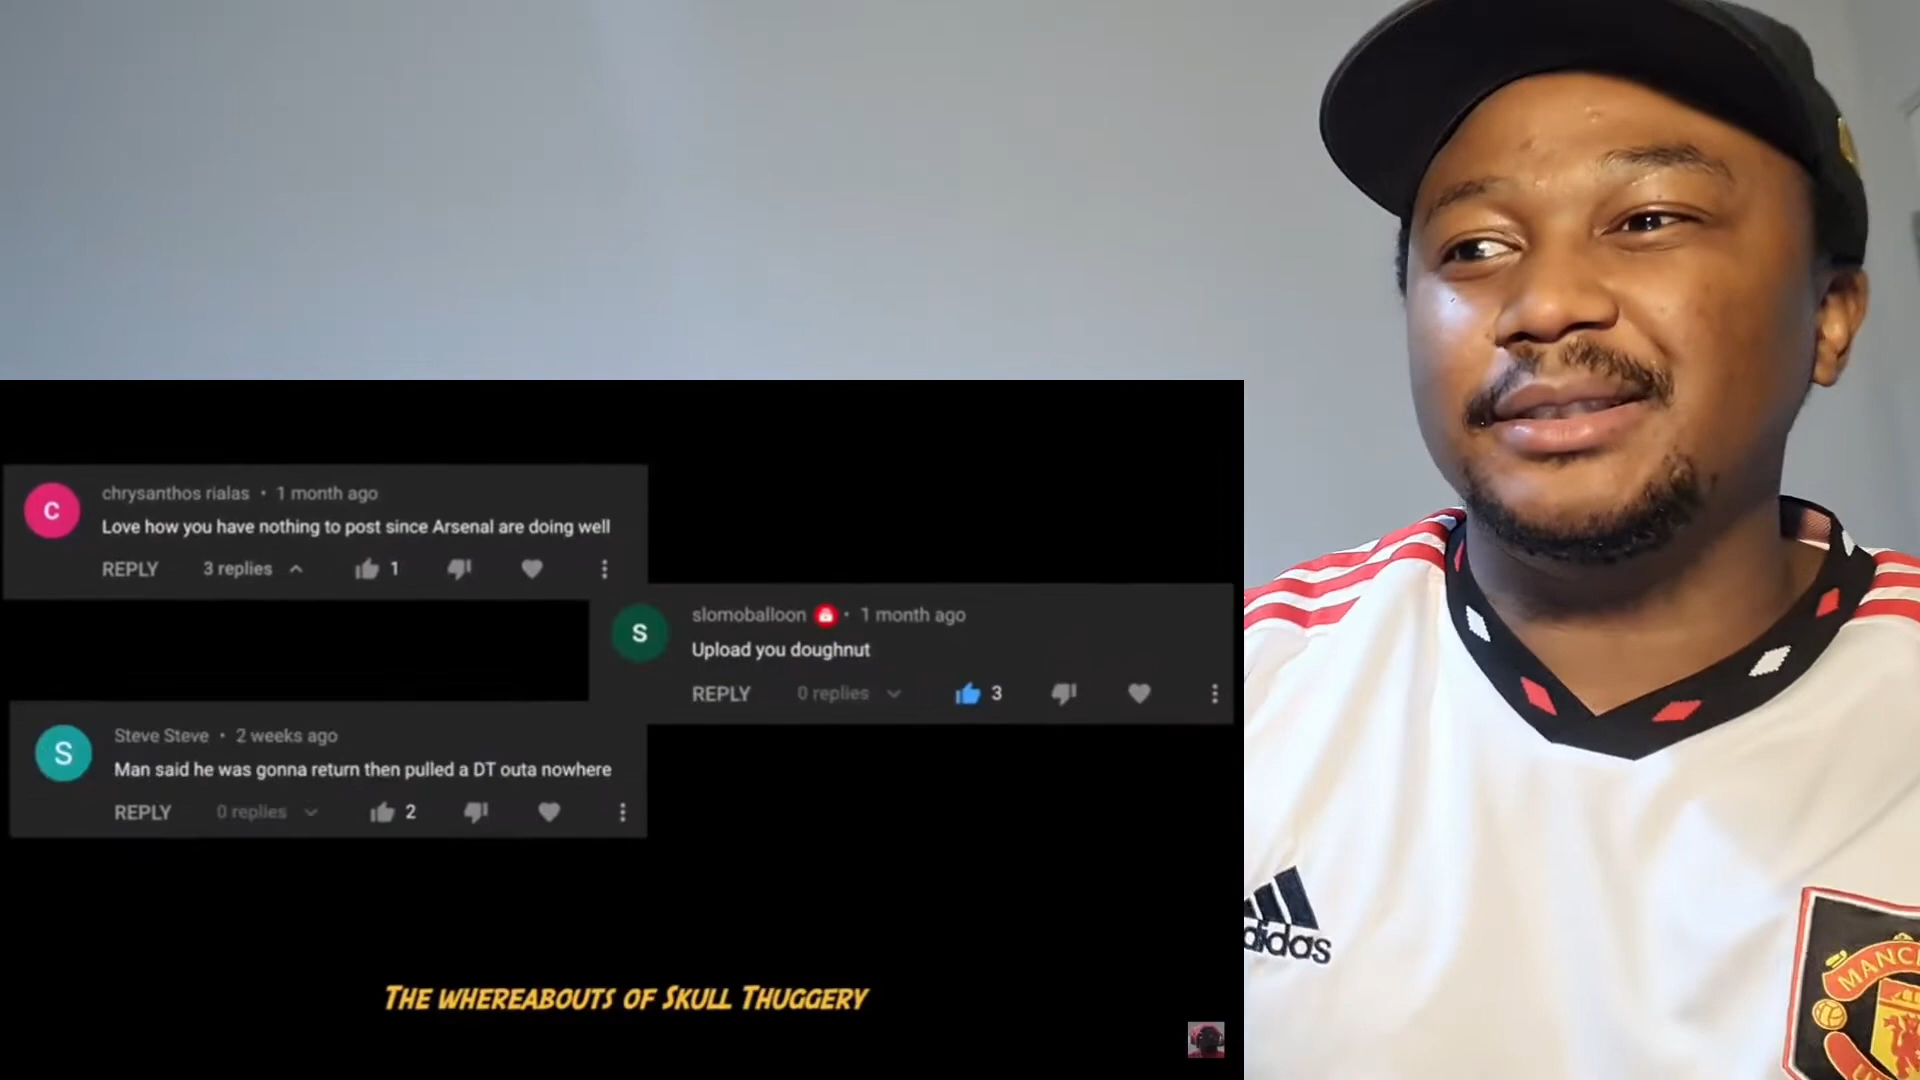 chrysanthos rialas • 1 month ago
Love how you have nothing to post since Arsenal are doing well
REPLY 3 replies 1
S slomoballoon • 1 month ago
Upload you doughnut
REPLY 0 replies 3
S Steve Steve • 2 weeks ago
Man said he was gonna return then pulled a DT outa nowhere
REPLY 0 replies 2
THE WHEREABOUTS OF SKULL THUGGERY
C
adidas
MANCHE